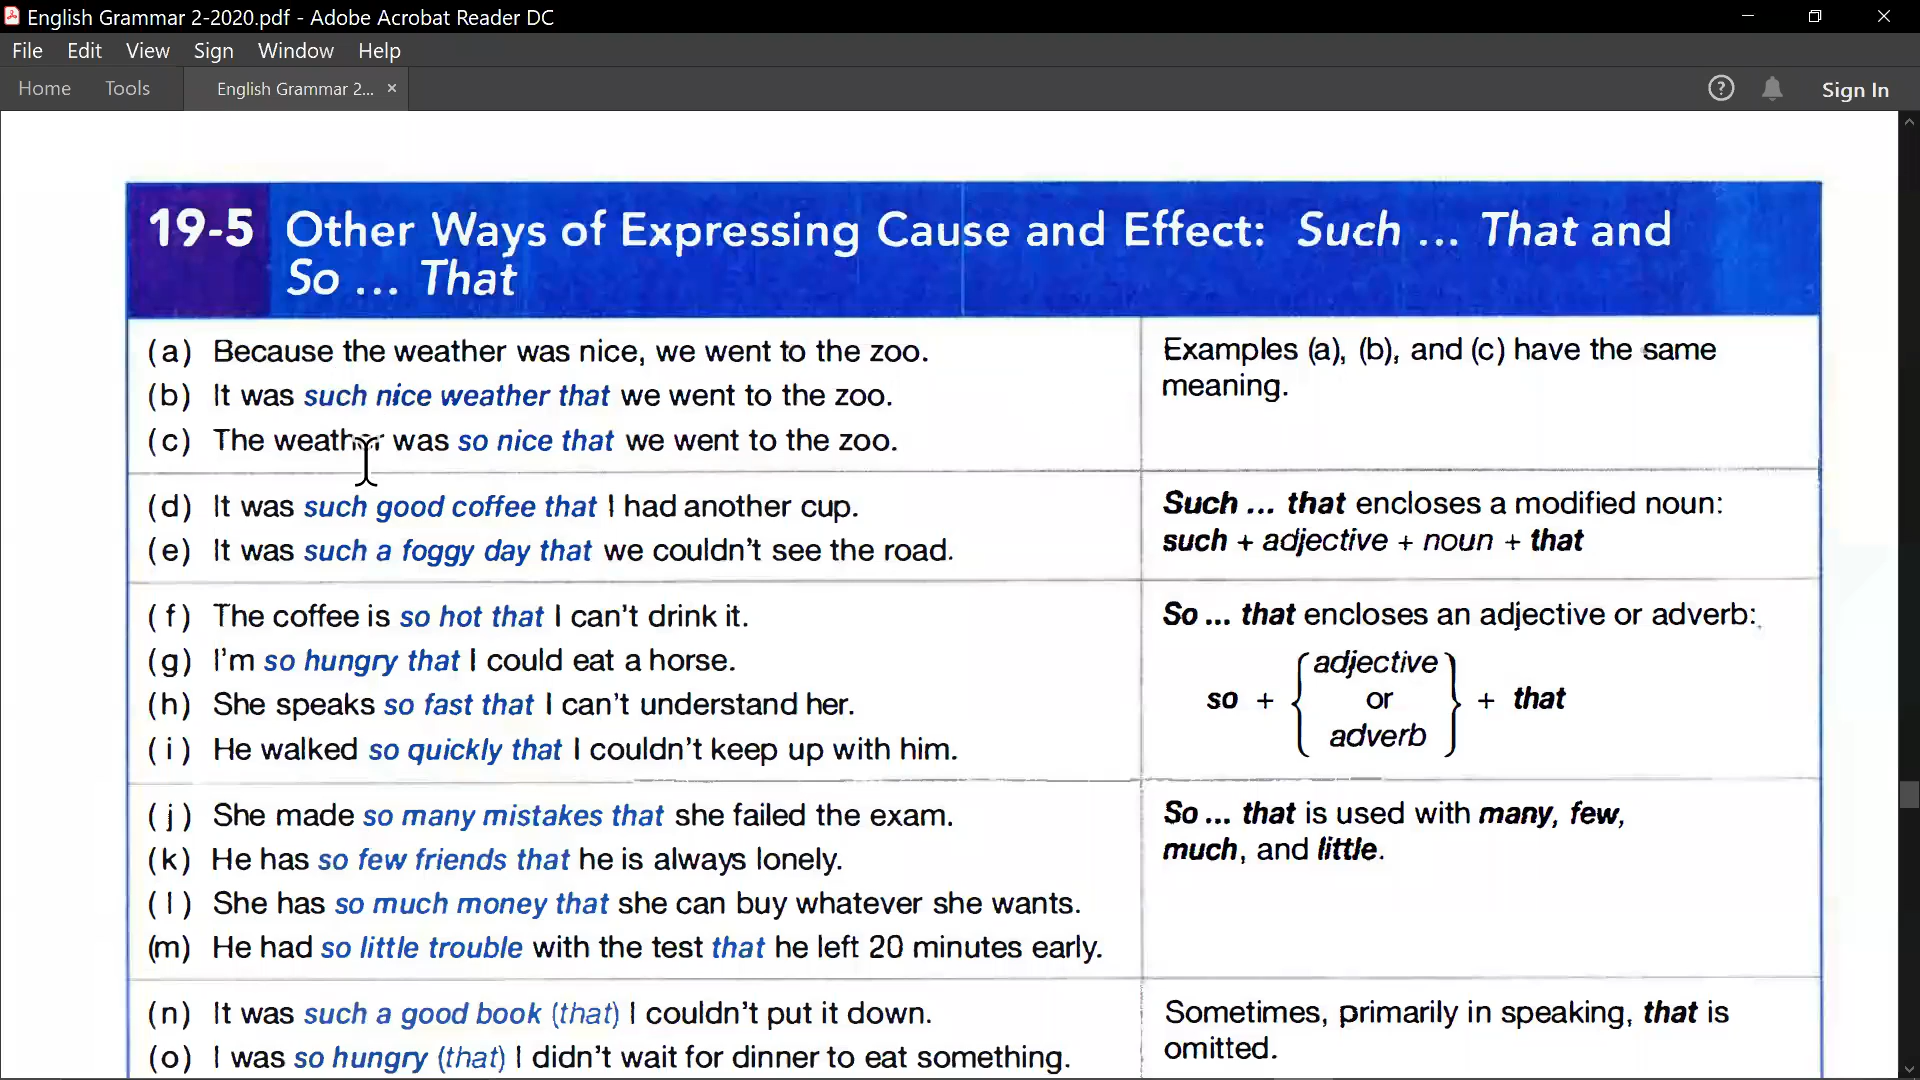 English Grammar 2-2020.pdf - Adobe Acrobat Reader DC
File Edit View Sign Window Help
Home Tools English Grammar 2... × ? Sign In
19-5 Other Ways of Expressing Cause and Effect: Such ... That and
So ... That
(a) Because the weather was nice, we went to the zoo.
(b) It was such nice weather that we went to the zoo.
(c) The weather was so nice that we went to the zoo.
Examples (a), (b), and (c) have the same
meaning.
(d) It was such good coffee that I had another cup.
(e) It was such a foggy day that we couldn't see the road.
Such ... that encloses a modified noun:
such + adjective + noun + that
(f) The coffee is so hot that I can't drink it.
(g) I'm so hungry that I could eat a horse.
(h) She speaks so fast that I can't understand her.
(i) He walked so quickly that I couldn't keep up with him.
So ... that encloses an adjective or adverb:
adjective
so + { or } + that
adverb
(j) She made so many mistakes that she failed the exam.
(k) He has so few friends that he is always lonely.
(l) She has so much money that she can buy whatever she wants.
(m) He had so little trouble with the test that he left 20 minutes early.
So ... that is used with many, few,
much, and little.
(n) It was such a good book (that) I couldn't put it down.
(o) I was so hungry (that) I didn't wait for dinner to eat something.
Sometimes, primarily in speaking, that is
omitted.